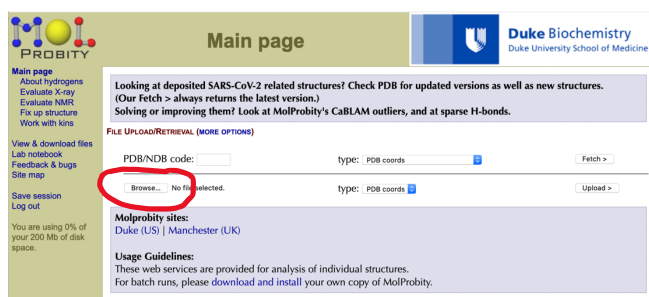 MOL
PROBITY
Main page
Duke Biochemistry
Duke University School of Medicine
Main page
About hydrogens
Evaluate X-ray
Evaluate NMR
Fix up structure
Work with kins
View & download files
Lab notebook
Feedback & bugs
Site map
Save session
Log out
You are using 0% of
your 200 Mb of disk
space.
Looking at deposited SARS-CoV-2 related structures? Check PDB for updated versions as well as new structures.
(Our Fetch > always returns the latest version.)
Solving or improving them? Look at MolProbity's CaBLAM outliers, and at sparse H-bonds.
FILE UPLOAD/RETRIEVAL (MORE OPTIONS)
PDB/NDB code: type: PDB coords Fetch >
Browse... No file selected. type: PDB coords Upload >
Molprobity sites:
Duke (US) | Manchester (UK)
Usage Guidelines:
These web services are provided for analysis of individual structures.
For batch runs, please download and install your own copy of MolProbity.